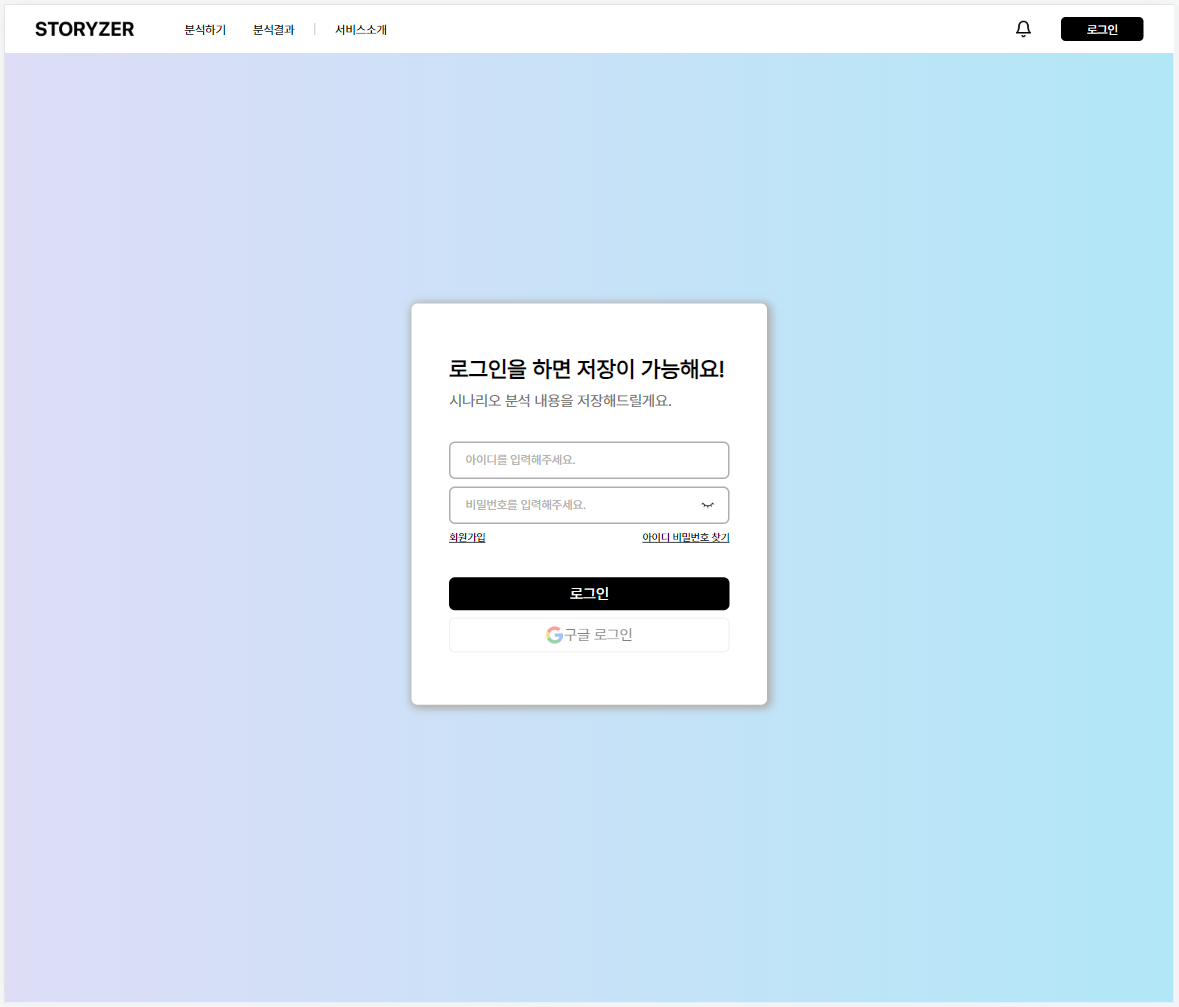 STORYZER 분석하기 분석결과 | 서비스소개 로그인
로그인을 하면 저장이 가능해요!
시나리오 분석 내용을 저장해드릴게요.
아이디를 입력해주세요.
비밀번호를 입력해주세요.
회원가입 아이디 비밀번호 찾기
로그인
구글 로그인